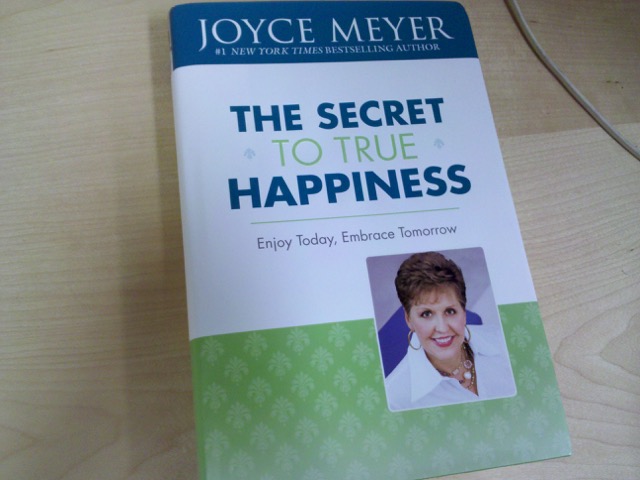 JOYCE MEYER
#1 NEW YORK TIMES BESTSELLING AUTHOR
THE SECRET
TO TRUE
HAPPINESS
Enjoy Today, Embrace Tomorrow